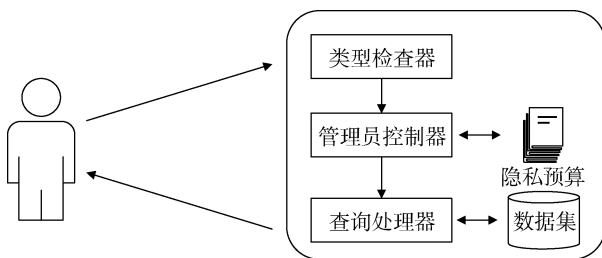 类型检查器
管理员控制器
隐私预算
查询处理器
数据集